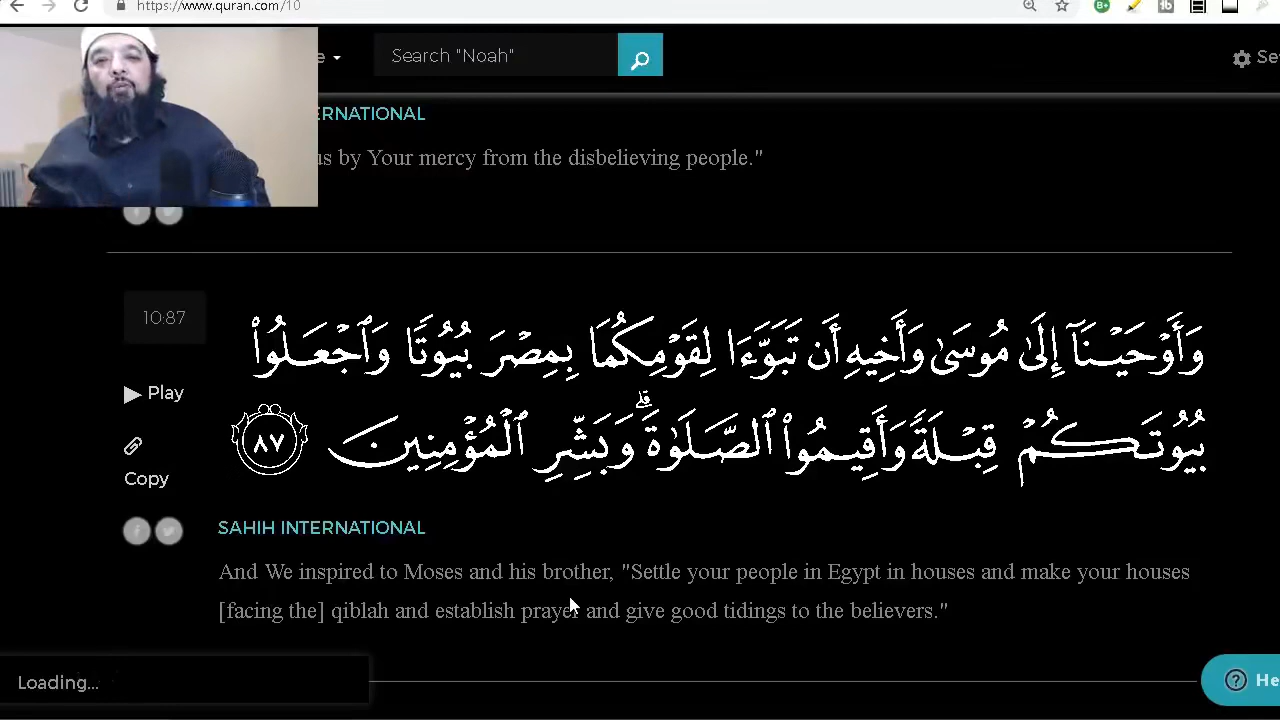 https://www.quran.com/10
Search "Noah"
ERNATIONAL
us by Your mercy from the disbelieving people."
10:87
وَأَوْحَيْنَآ إِلَىٰ مُوسَىٰ وَأَخِيهِ أَن تَبَوَّءَا لِقَوْمِكُمَا بِمِصْرَ بُيُوتًا وَٱجْعَلُوا۟
بُيُوتَكُمْ قِبْلَةً وَأَقِيمُوا۟ ٱلصَّلَوٰةَ ۗ وَبَشِّرِ ٱلْمُؤْمِنِينَ ٨٧
Play
Copy
SAHIH INTERNATIONAL
And We inspired to Moses and his brother, "Settle your people in Egypt in houses and make your houses
[facing the] qiblah and establish prayer and give good tidings to the believers."
Loading...